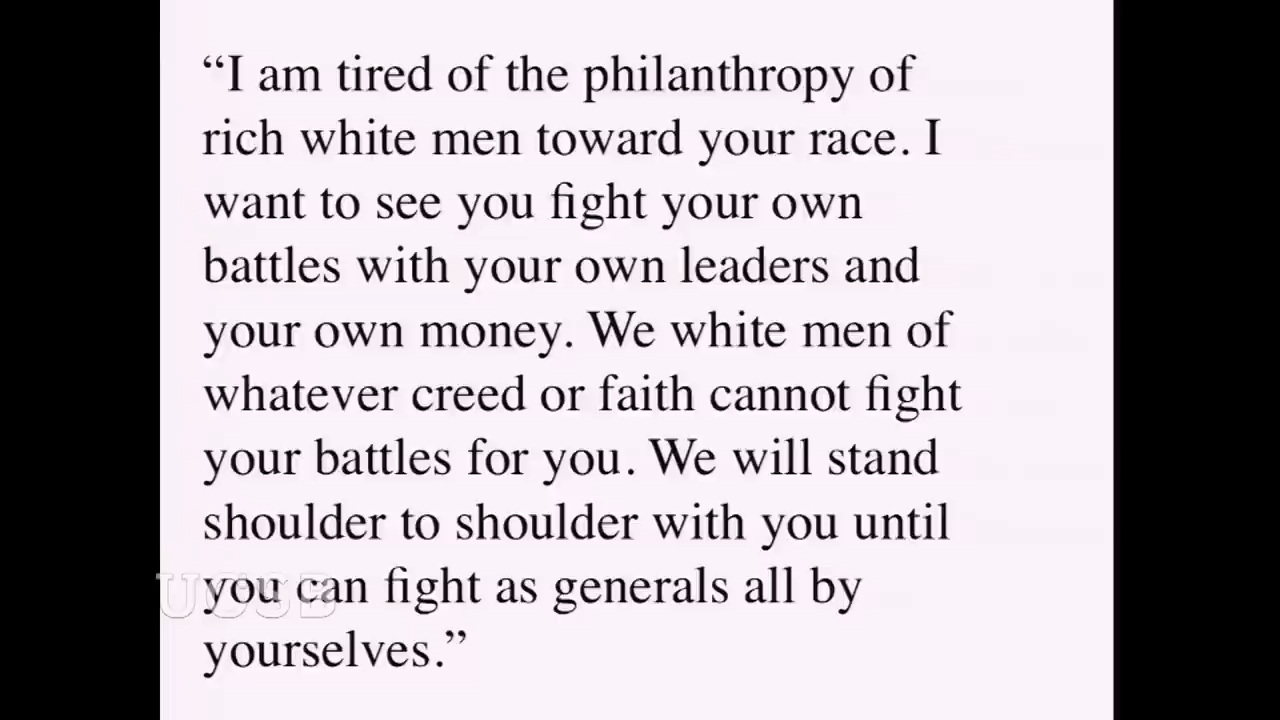 “I am tired of the philanthropy of
rich white men toward your race. I
want to see you fight your own
battles with your own leaders and
your own money. We white men of
whatever creed or faith cannot fight
your battles for you. We will stand
shoulder to shoulder with you until
you can fight as generals all by
yourselves.”
UCSB